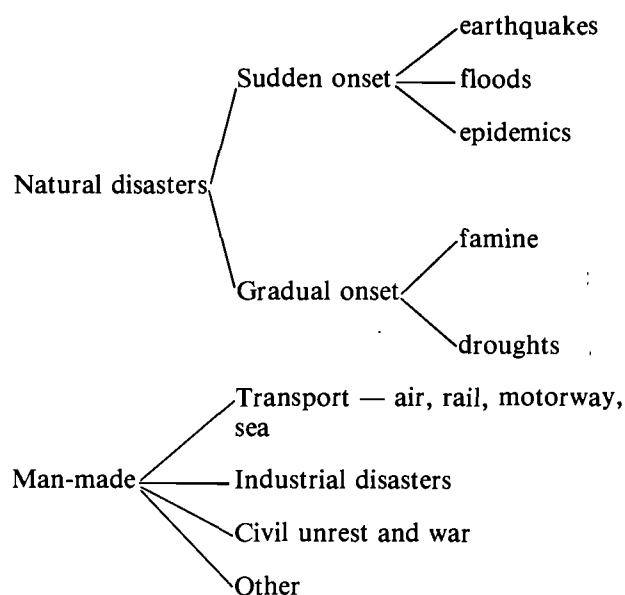 earthquakes
Sudden onset
floods
epidemics
Natural disasters
famine
Gradual onset
droughts
Transport — air, rail, motorway,
sea
Man-made
Industrial disasters
Civil unrest and war
Other